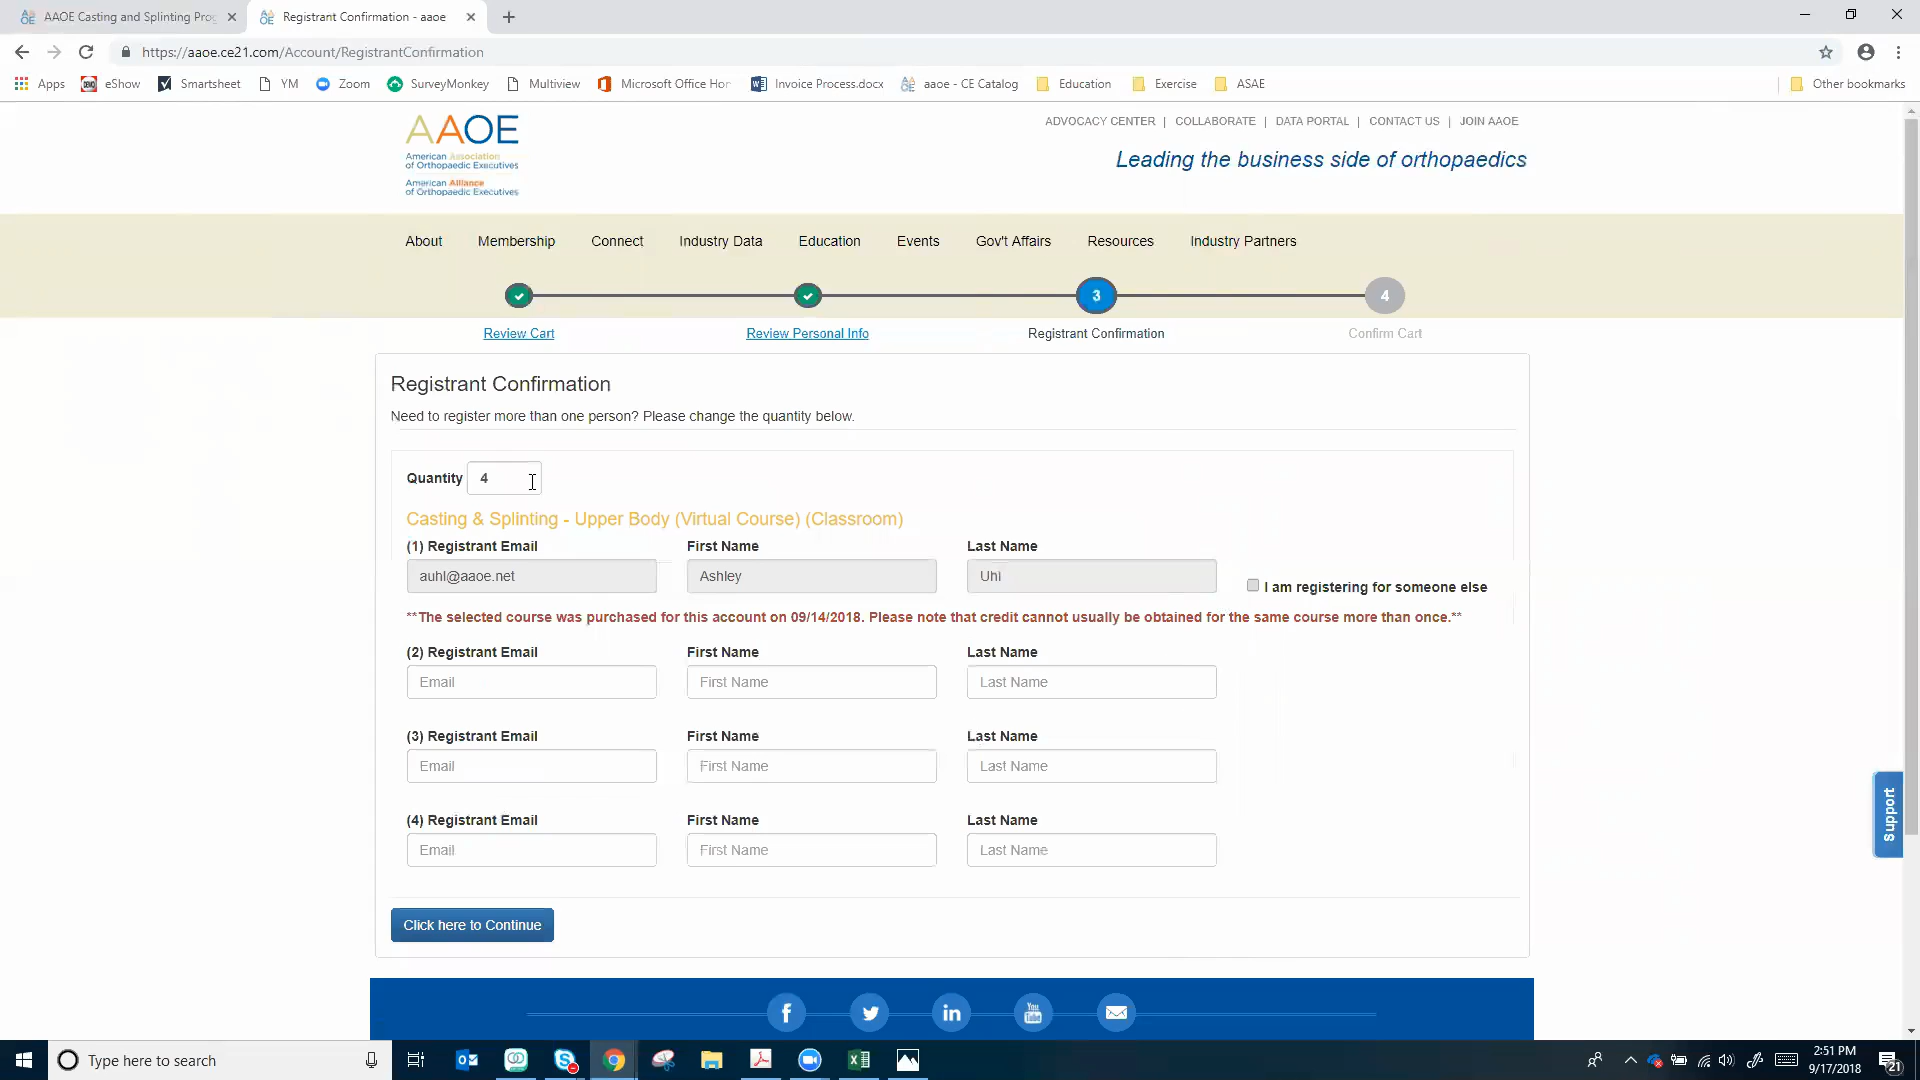 AAOE Casting and Splinting Prog
Registrant Confirmation - aaoe
https://aaoe.ce21.com/Account/RegistrantConfirmation
Apps
eShow
Smartsheet
YM
Zoom
SurveyMonkey
Multiview
Microsoft Office Hor
Invoice Process.docx
aaoe - CE Catalog
Education
Exercise
ASAE
Other bookmarks
AAOE
American Association
of Orthopaedic Executives
American Alliance
of Orthopaedic Executives
ADVOCACY CENTER | COLLABORATE | DATA PORTAL | CONTACT US | JOIN AAOE
Leading the business side of orthopaedics
About Membership Connect Industry Data Education Events Gov't Affairs Resources Industry Partners
3 4
Review Cart Review Personal Info Registrant Confirmation Confirm Cart
Registrant Confirmation
Need to register more than one person? Please change the quantity below.
Quantity 4
Casting & Splinting - Upper Body (Virtual Course) (Classroom)
(1) Registrant Email First Name Last Name
auhl@aaoe.net Ashley Uhl
I am registering for someone else
**The selected course was purchased for this account on 09/14/2018. Please note that credit cannot usually be obtained for the same course more than once.**
(2) Registrant Email First Name Last Name
Email First Name Last Name
(3) Registrant Email First Name Last Name
Email First Name Last Name
(4) Registrant Email First Name Last Name
Email First Name Last Name
Support
Click here to Continue
You Tube
Type here to search
2:51 PM
9/17/2018
21